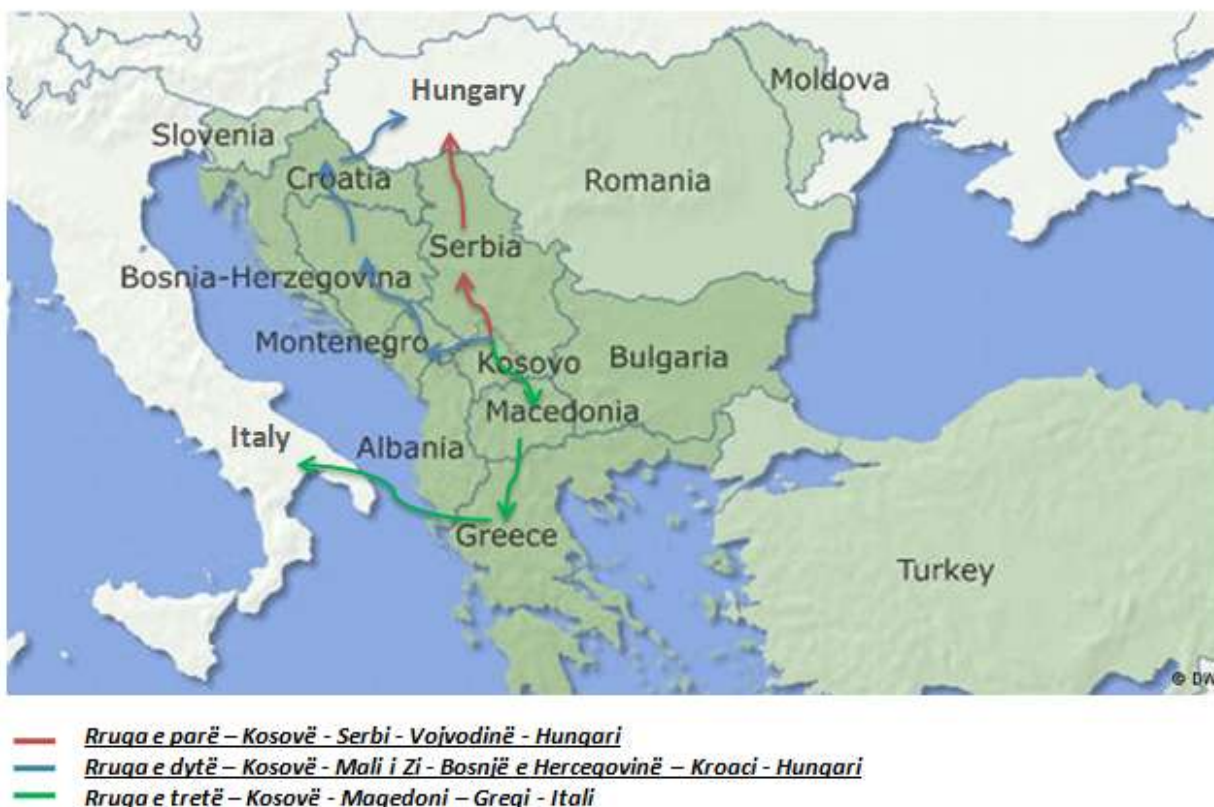 Hungary
Moldova
Slovenia
Croatia
Romania
Serbia
Bosnia-Herzegovina
Montenegro
Kosovo
Bulgaria
Macedonia
Italy
Albania
Greece
Turkey
© DW
Rruga e parë – Kosovë - Serbi - Vojvodinë - Hungari
Rruga e dytë – Kosovë - Mali i Zi - Bosnjë e Hercegovinë – Kroaci - Hungari
Rruga e tretë – Kosovë - Maqedoni – Greqi - Itali